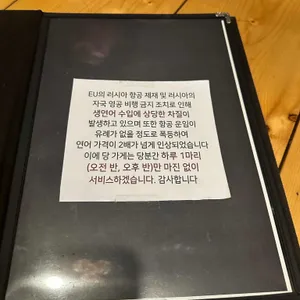 EU의 러시아 항공 제재 및 러시아의
자국 영공 비행 금지 조치로 인해
생연어 수입에 상당한 차질이
발생하고 있으며 또한 항공 운임이
유례가 없을 정도로 폭등하여
연어 가격이 2배가 넘게 인상되었습니다
이에 당 가게는 당분간 하루 1마리
(오전 반, 오후 반)만 마진 없이
서비스하겠습니다. 감사합니다